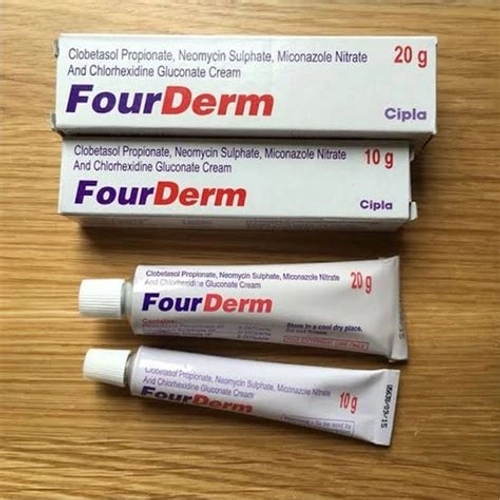 Clobetasol Propionate, Neomycin Sulphate, Miconazole Nitrate
And Chlorhexidine Gluconate Cream
20 g
FourDerm
Cipla
Clobetasol Propionate, Neomycin Sulphate, Miconazole Nitrate
And Chlorhexidine Gluconate Cream
10 g
FourDerm
Cipla
Clobetasol Propionate, Neomycin Sulphate, Miconazole Nitrate
And Chlorhexidine Gluconate Cream
20 g
FourDerm
Store in a cool dry place.
Clobetasol Propionate, Neomycin Sulphate, Miconazole Nitrate
And Chlorhexidine Gluconate Cream
10 g
FourDerm